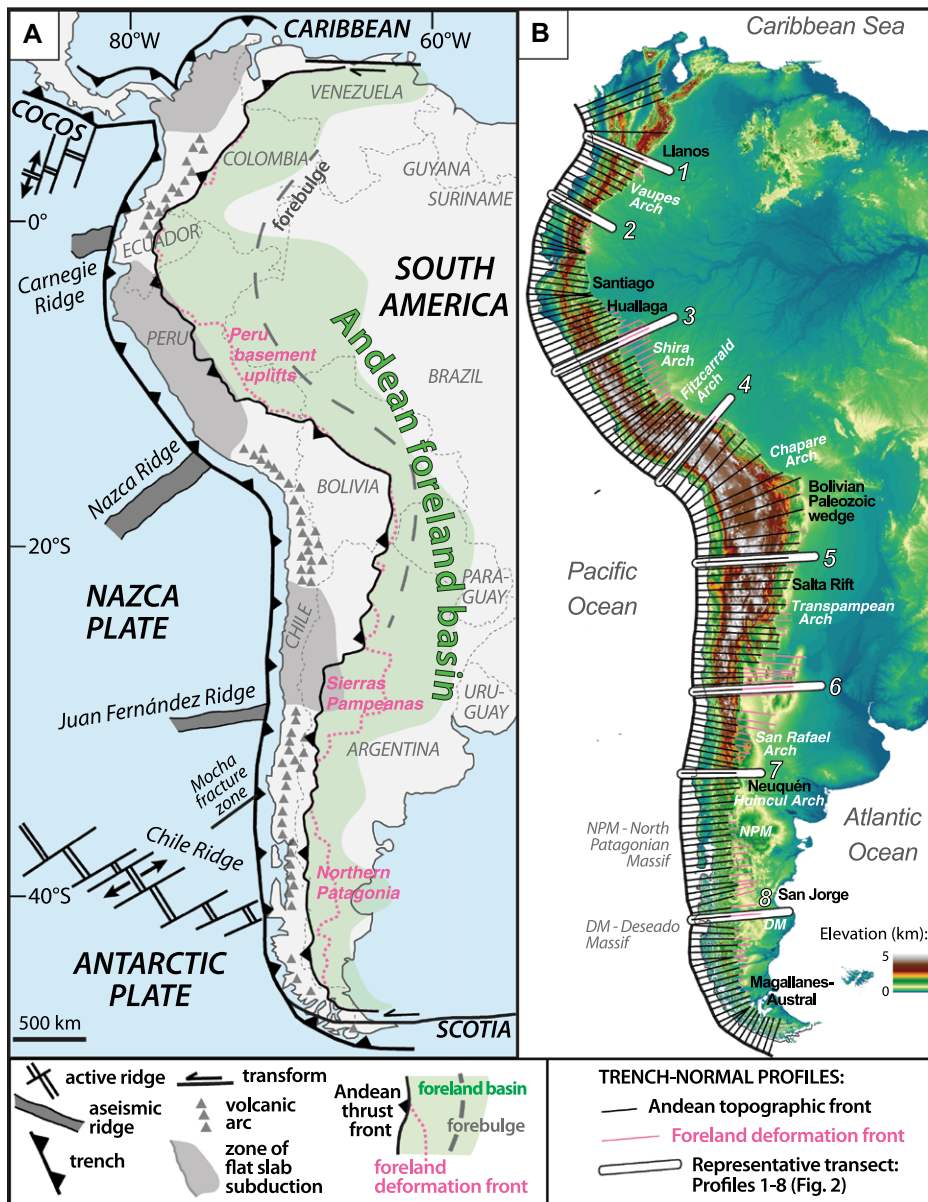 A
80°W
CARIBBEAN
60°W
COCOS
VENEZUELA
COLOMBIA
GUYANA
SURINAME
forebulge
0°
ECUADOR
Carnegie
Ridge
SOUTH
AMERICA
PERU
Peru
basement
uplifts
BRAZIL
Andean foreland basin
Nazca Ridge
BOLIVIA
20°S
NAZCA
PLATE
CHILE
PARA-
GUAY
Sierras
Pampeanas
Juan Fernández Ridge
URU-
GUAY
ARGENTINA
Mocha
fracture
zone
Chile Ridge
Northern
Patagonia
40°S
ANTARCTIC
PLATE
500 km
SCOTIA
B
Caribbean Sea
Llanos
1
Vaupes
Arch
2
Santiago
Huallaga
3
Shira
Arch
Fitzcarrald
Arch
4
Chapare
Arch
Bolivian
Paleozoic
wedge
Pacific
Ocean
5
Salta Rift
Transpampean
Arch
6
San Rafael
Arch
7
Neuquén
Huincul Arch
NPM - North
Patagonian
Massif
NPM
Atlantic
Ocean
8
San Jorge
DM - Deseado
Massif
DM
Elevation (km):
5
0
Magallanes-
Austral
active ridge
aseismic
ridge
trench
transform
volcanic
arc
zone of
flat slab
subduction
Andean
thrust
front
foreland basin
forebulge
foreland
deformation front
TRENCH-NORMAL PROFILES:
Andean topographic front
Foreland deformation front
Representative transect:
Profiles 1-8 (Fig. 2)